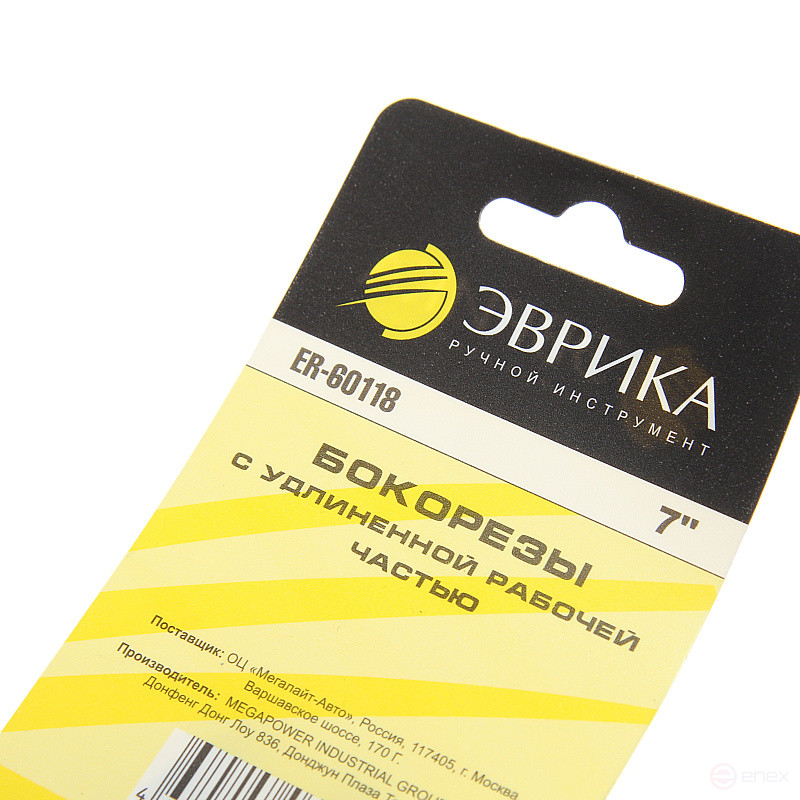 ЭВРИКА
РУЧНОЙ ИНСТРУМЕНТ
ER-60118
7"
БОКОРЕЗЫ
С УДЛИНЕННОЙ РАБОЧЕЙ
ЧАСТЬЮ
Поставщик: ОЦ «Мегалайт-Авто», Россия, 117405, г. Москва
Варшавское шоссе, 170 Г.
Производитель: MEGAPOWER INDUSTRIAL GROUP
Донфенг Донг Лоу 836, Донджун Плаза
4
enex